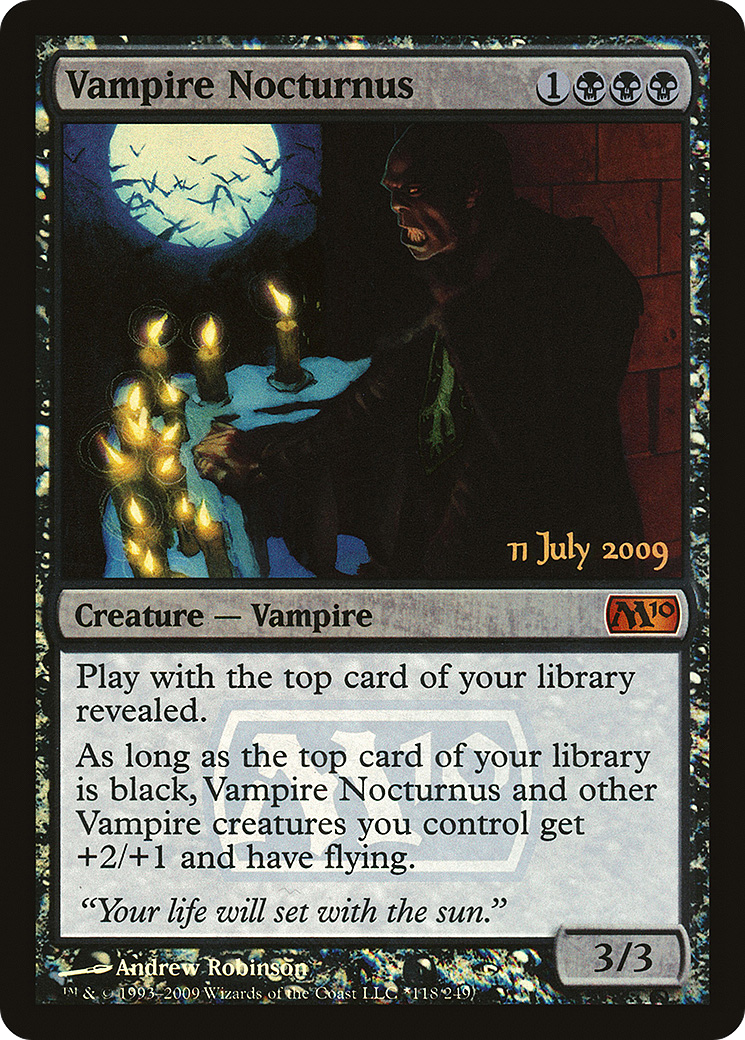 Vampire Nocturnus 1
11 July 2009
Creature — Vampire
M10
Play with the top card of your library
revealed.
As long as the top card of your library
is black, Vampire Nocturnus and other
Vampire creatures you control get
+2/+1 and have flying.
“Your life will set with the sun.”
3/3
Andrew Robinson
™ & © 1993–2009 Wizards of the Coast LLC *118/249